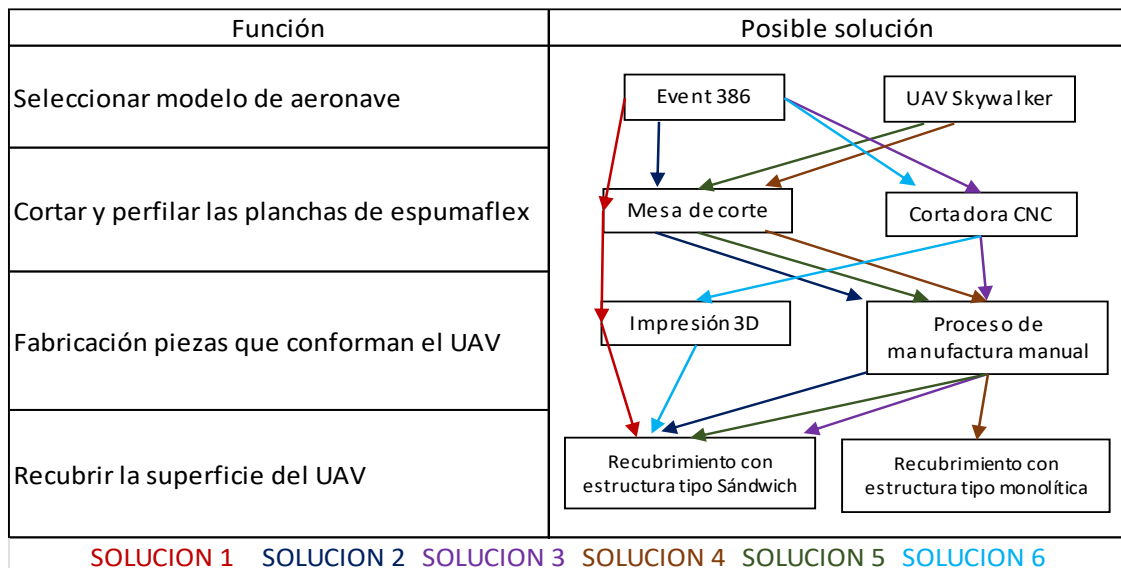 Función
Posible solución
Seleccionar modelo de aeronave
Event 386
UAV Skywalker
Cortar y perfilar las planchas de espumaflex
Mesa de corte
Cortadora CNC
Fabricación piezas que conforman el UAV
Impresión 3D
Proceso de
manufactura manual
Recubrir la superficie del UAV
Recubrimiento con
estructura tipo Sándwich
Recubrimiento con
estructura tipo monolítica
SOLUCION 1 SOLUCION 2 SOLUCION 3 SOLUCION 4 SOLUCION 5 SOLUCION 6